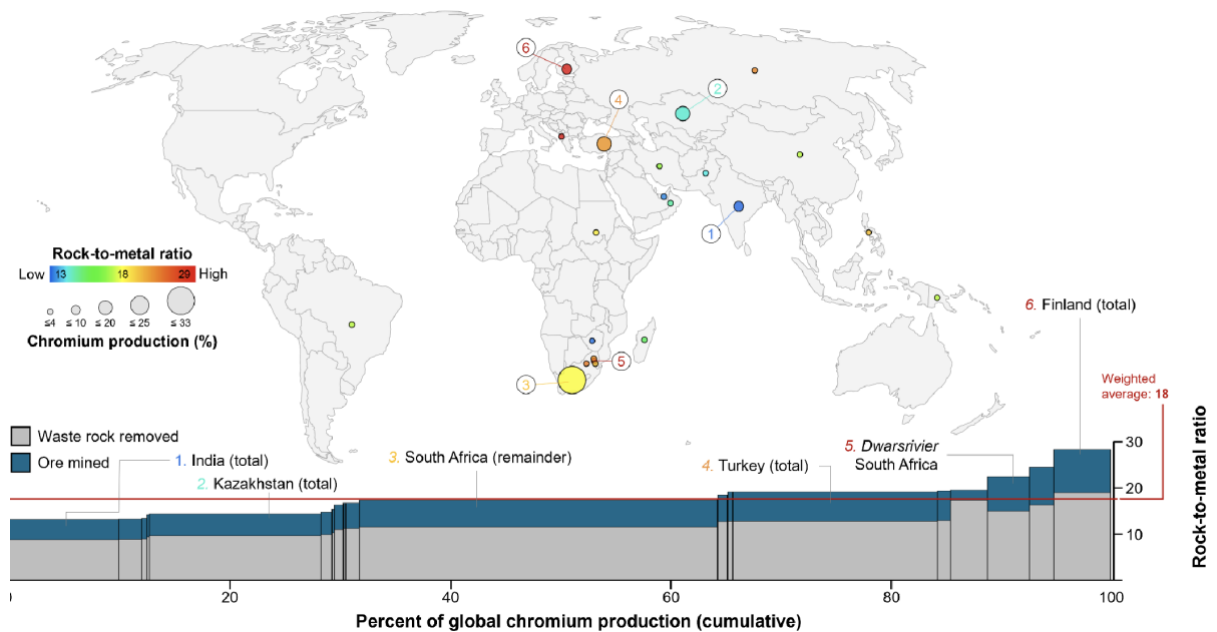 6
4
2
1
Rock-to-metal ratio
Low 13 18 29 High
≤4 ≤ 10 ≤ 20 ≤ 25 ≤ 33
Chromium production (%)
5
3
6. Finland (total)
Weighted
average: 18
Waste rock removed
Ore mined
1. India (total)
2. Kazakhstan (total)
3. South Africa (remainder)
4. Turkey (total)
5. Dwarsrivier
South Africa
30
20
10
Rock-to-metal ratio
20 40 60 80 100
Percent of global chromium production (cumulative)